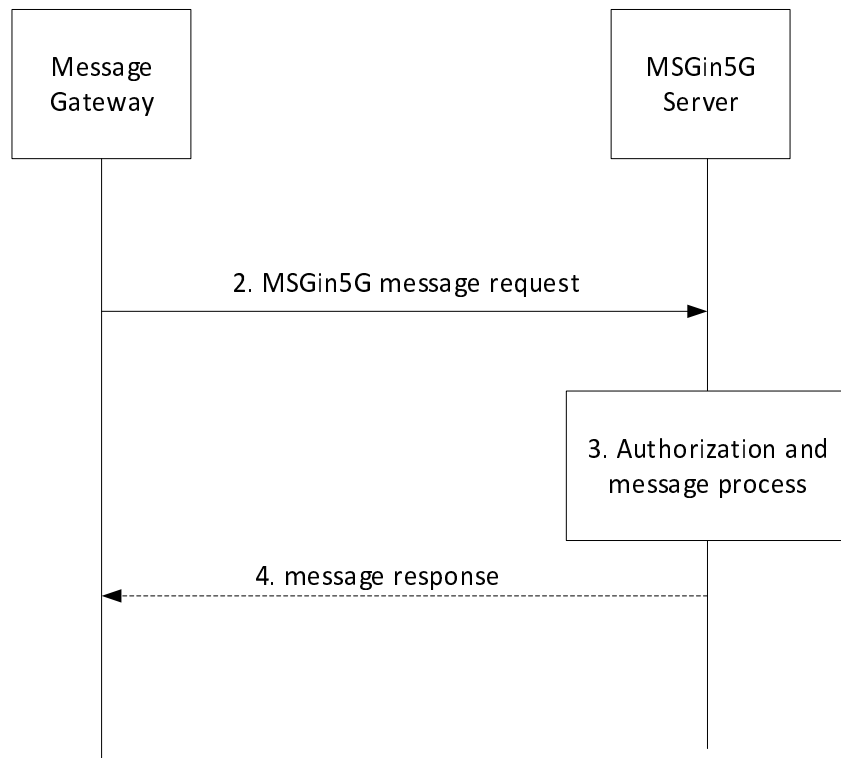 Message
Gateway
MSGin5G
Server
2. MSGin5G message request
3. Authorization and
message process
4. message response